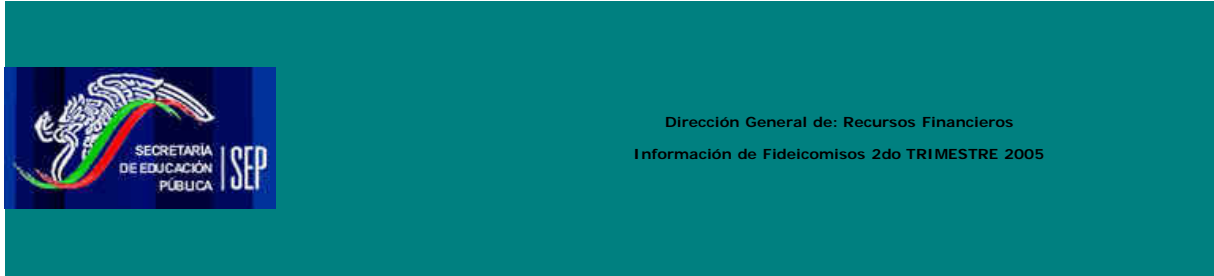 SECRETARÍA
DE EDUCACIÓN
PÚBLICA
SEP
Dirección General de: Recursos Financieros
Información de Fideicomisos 2do TRIMESTRE 2005